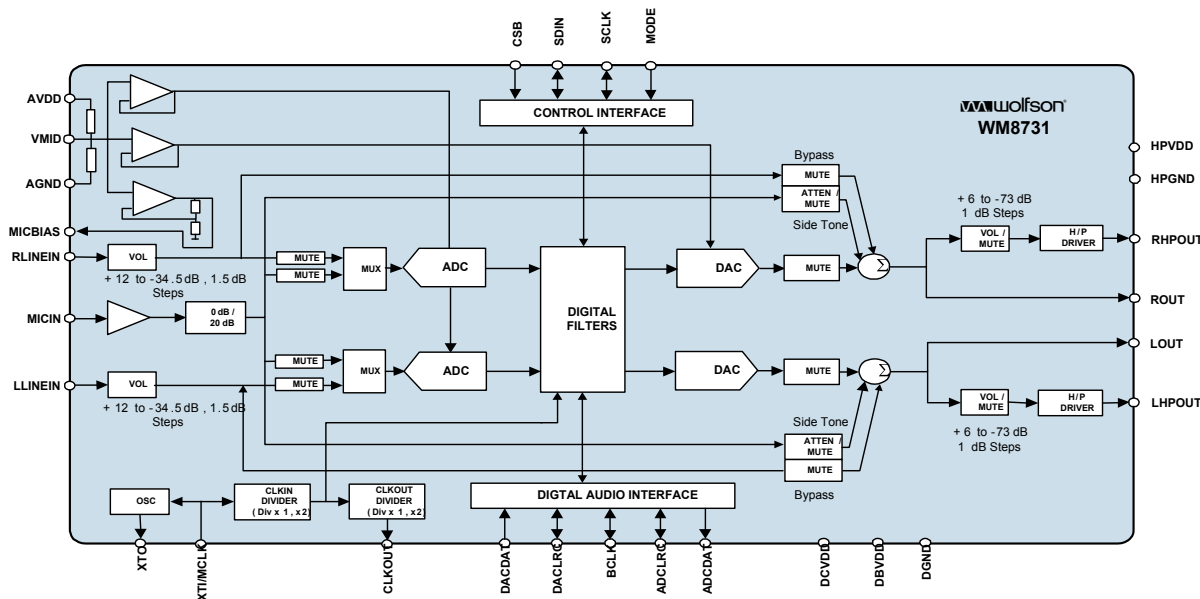 CSB
SDIN
SCLK
MODE
AVDD
VMID
AGND
MICBIAS
RLINEIN
MICIN
LLINEIN
CONTROL INTERFACE
wolfson®
WM8731
HPVDD
HPGND
RHPOUT
ROUT
LOUT
LHPOUT
Bypass
MUTE
ATTEN /
MUTE
Side Tone
+ 6 to -73 dB
1 dB Steps
VOL /
MUTE
H/P
DRIVER
VOL
+ 12 to -34.5 dB , 1.5 dB
Steps
MUTE
MUTE
MUX
ADC
DIGITAL
FILTERS
DAC
MUTE
Σ
0 dB /
20 dB
MUTE
MUTE
MUX
ADC
DAC
MUTE
Σ
VOL
+ 12 to -34.5 dB , 1.5 dB
Steps
VOL /
MUTE
H/P
DRIVER
+ 6 to -73 dB
1 dB Steps
Side Tone
ATTEN /
MUTE
MUTE
Bypass
OSC
CLKIN
DIVIDER
( Div x 1 , x2 )
CLKOUT
DIVIDER
( Div x 1 , x2 )
DIGTAL AUDIO INTERFACE
XTO
XTI/MCLK
CLKOUT
DACDAT
DACLRC
BCLK
ADCLRC
ADCDAT
DCVDD
DBVDD
DGND